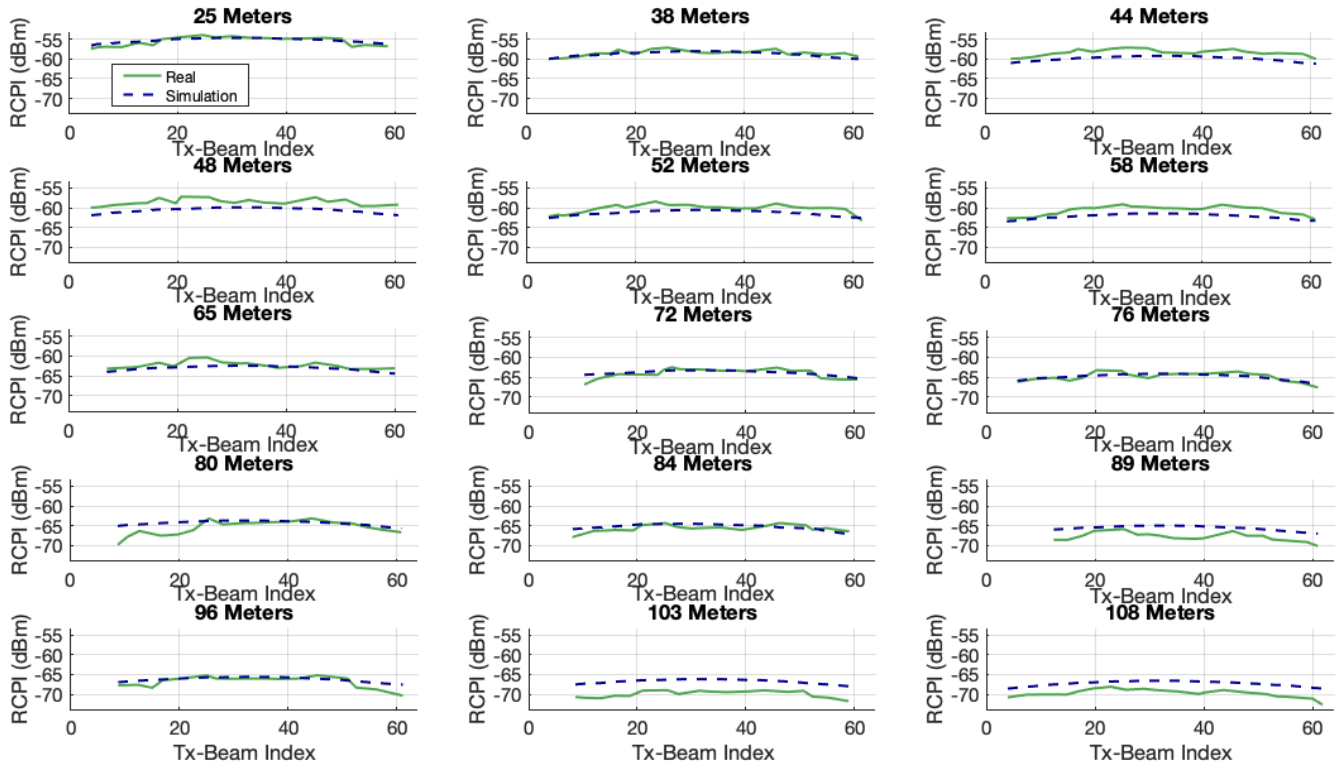 25 Meters
38 Meters
44 Meters
RCPI (dBm)
-55
-60
-65
-70
Real
Simulation
0
20
40
60
Tx-Beam Index
RCPI (dBm)
-55
-60
-65
-70
0
20
40
60
Tx-Beam Index
RCPI (dBm)
-55
-60
-65
-70
0
20
40
60
Tx-Beam Index
48 Meters
52 Meters
58 Meters
RCPI (dBm)
-55
-60
-65
-70
0
20
40
60
Tx-Beam Index
RCPI (dBm)
-55
-60
-65
-70
0
20
40
60
Tx-Beam Index
RCPI (dBm)
-55
-60
-65
-70
0
20
40
60
Tx-Beam Index
65 Meters
72 Meters
76 Meters
RCPI (dBm)
-55
-60
-65
-70
0
20
40
60
Tx-Beam Index
RCPI (dBm)
-55
-60
-65
-70
0
20
40
60
Tx-Beam Index
RCPI (dBm)
-55
-60
-65
-70
0
20
40
60
Tx-Beam Index
80 Meters
84 Meters
89 Meters
RCPI (dBm)
-55
-60
-65
-70
0
20
40
60
Tx-Beam Index
RCPI (dBm)
-55
-60
-65
-70
0
20
40
60
Tx-Beam Index
RCPI (dBm)
-55
-60
-65
-70
0
20
40
60
Tx-Beam Index
96 Meters
103 Meters
108 Meters
RCPI (dBm)
-55
-60
-65
-70
0
20
40
60
Tx-Beam Index
RCPI (dBm)
-55
-60
-65
-70
0
20
40
60
Tx-Beam Index
RCPI (dBm)
-55
-60
-65
-70
0
20
40
60
Tx-Beam Index